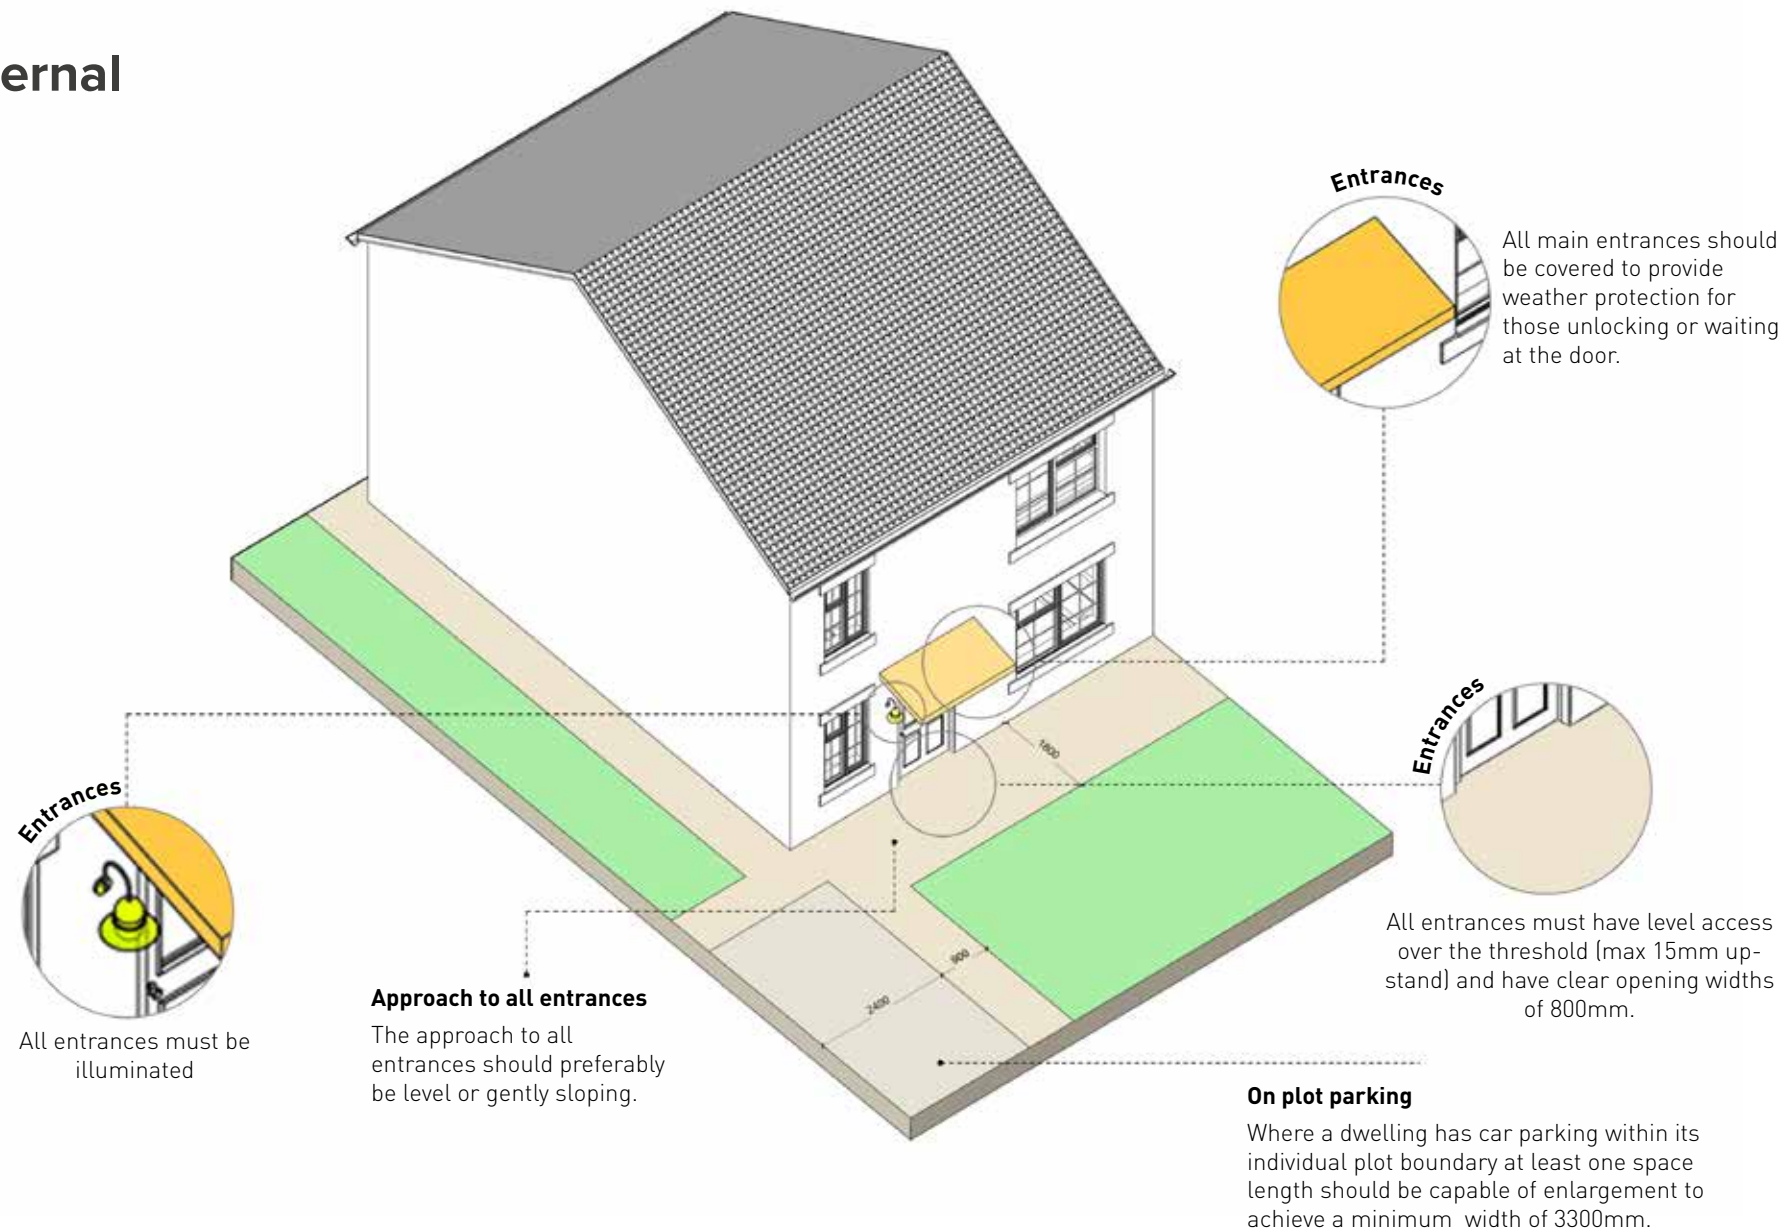 ernal
Entrances
All main entrances should
be covered to provide
weather protection for
those unlocking or waiting
at the door.
Entrances
All entrances must have level access
over the threshold (max 15mm up-
stand) and have clear opening widths
of 800mm.
1800
900
2400
Entrances
All entrances must be
illuminated
Approach to all entrances
The approach to all
entrances should preferably
be level or gently sloping.
On plot parking
Where a dwelling has car parking within its
individual plot boundary at least one space
length should be capable of enlargement to
achieve a minimum width of 3300mm.